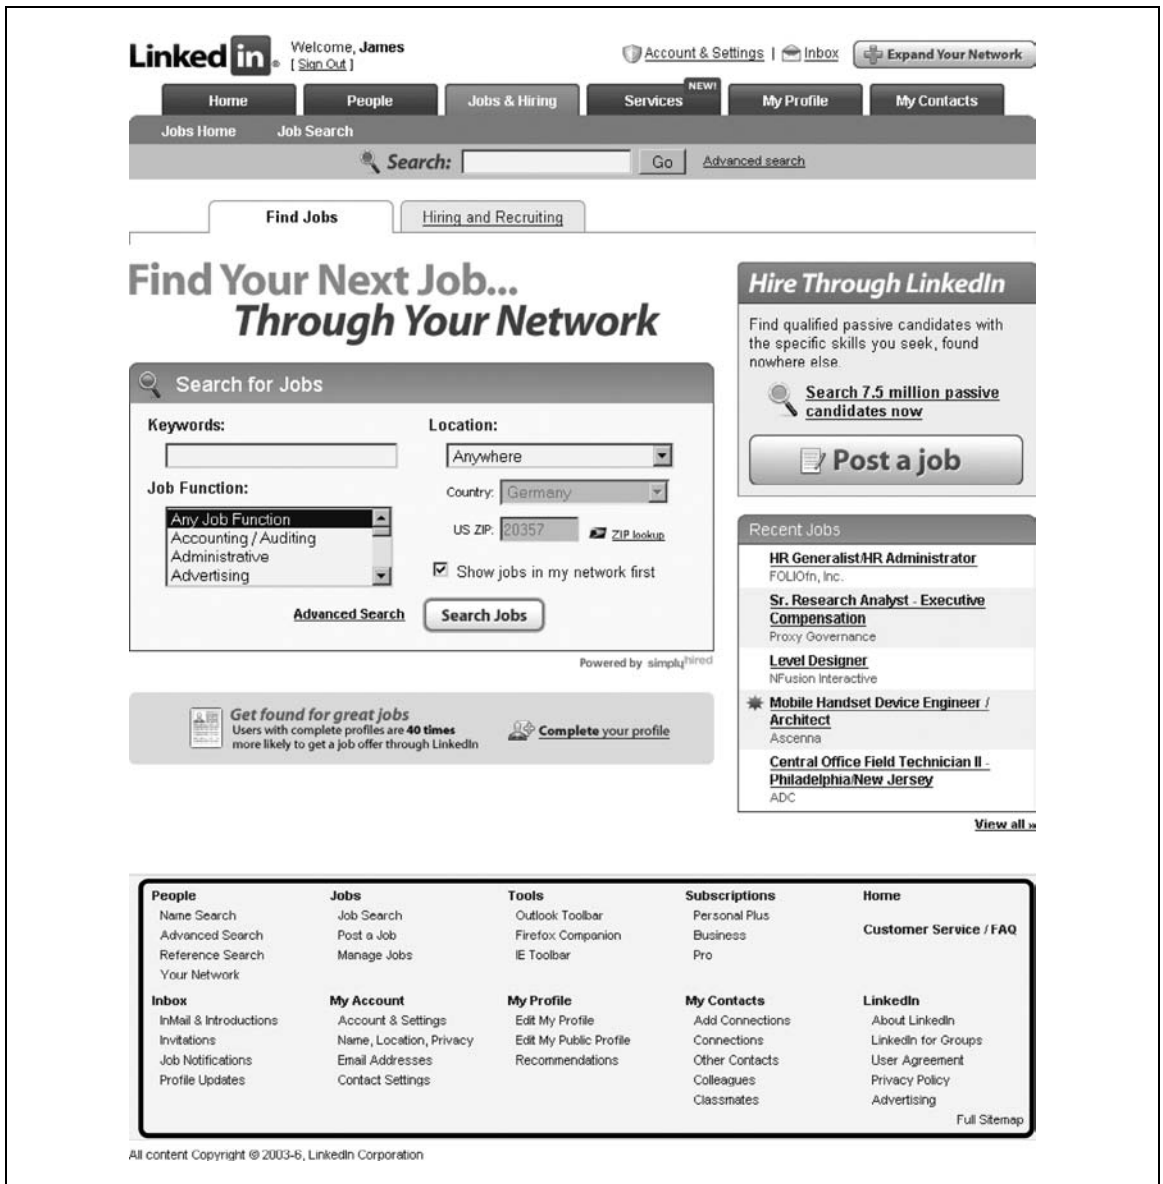 Linked in
Welcome, James
[ Sign Out ]
Account & Settings | Inbox
Expand Your Network
Home
People
Jobs & Hiring
Services
NEW!
My Profile
My Contacts
Jobs Home
Job Search
Search:
Go
Advanced search
Find Jobs
Hiring and Recruiting
Find Your Next Job...
Through Your Network
Search for Jobs
Keywords:
Job Function:
Any Job Function
Accounting / Auditing
Administrative
Advertising
Location:
Anywhere
Country: Germany
US ZIP: 20357 ZIP lookup
Show jobs in my network first
Advanced Search
Search Jobs
Powered by simplyhired
Get found for great jobs
Users with complete profiles are 40 times
more likely to get a job offer through LinkedIn
Complete your profile
Hire Through LinkedIn
Find qualified passive candidates with
the specific skills you seek, found
nowhere else.
Search 7.5 million passive
candidates now
Post a job
Recent Jobs
HR Generalist/HR Administrator
FOLIOfn, Inc.
Sr. Research Analyst - Executive
Compensation
Proxy Governance
Level Designer
NFusion Interactive
Mobile Handset Device Engineer /
Architect
Ascenna
Central Office Field Technician II -
Philadelphia/New Jersey
ADC
View all »
People
Name Search
Advanced Search
Reference Search
Your Network
Jobs
Job Search
Post a Job
Manage Jobs
Tools
Outlook Toolbar
Firefox Companion
IE Toolbar
Subscriptions
Personal Plus
Business
Pro
Home
Customer Service / FAQ
Inbox
InMail & Introductions
Invitations
Job Notifications
Profile Updates
My Account
Account & Settings
Name, Location, Privacy
Email Addresses
Contact Settings
My Profile
Edit My Profile
Edit My Public Profile
Recommendations
My Contacts
Add Connections
Connections
Other Contacts
Colleagues
Classmates
LinkedIn
About LinkedIn
LinkedIn for Groups
User Agreement
Privacy Policy
Advertising
Full Sitemap
All content Copyright © 2003-6, LinkedIn Corporation